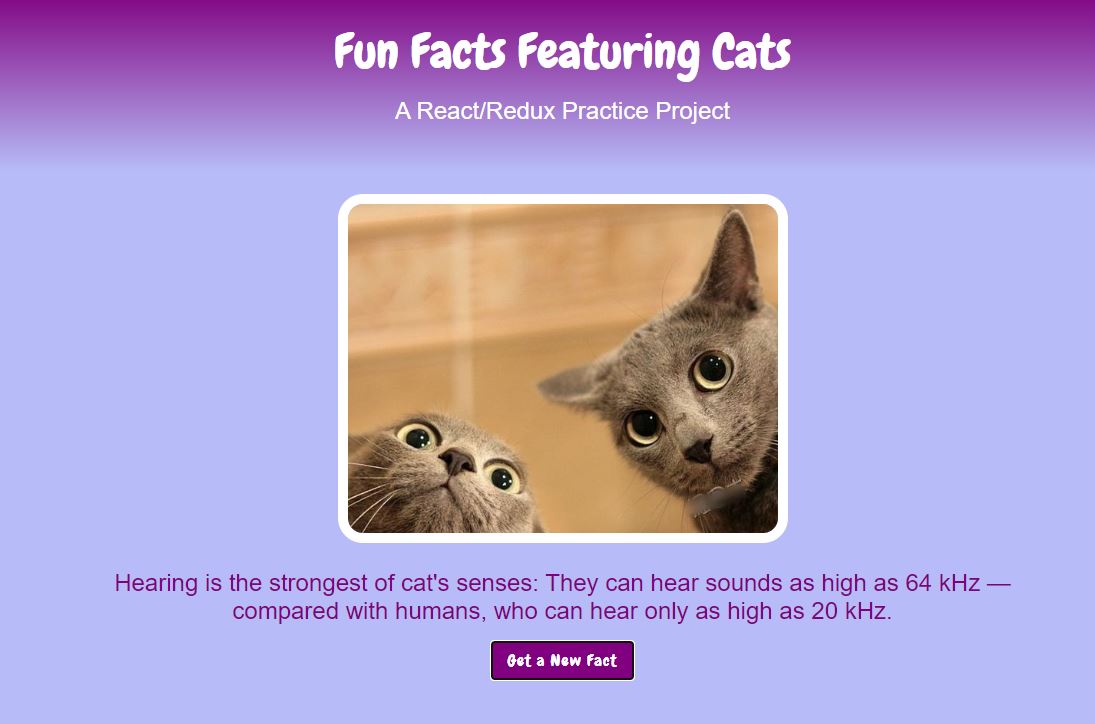 Fun Facts Featuring Cats
A React/Redux Practice Project
Hearing is the strongest of cat's senses: They can hear sounds as high as 64 kHz —
compared with humans, who can hear only as high as 20 kHz.
Get a New Fact